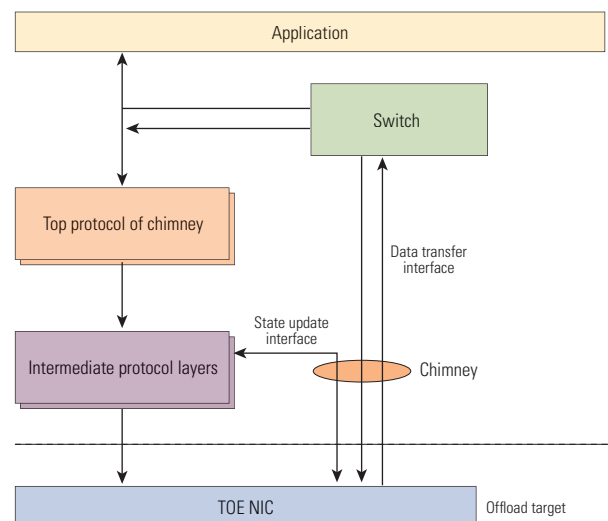 Application
Switch
Top protocol of chimney
Data transfer
interface
State update
interface
Intermediate protocol layers
Chimney
TOE NIC
Offload target